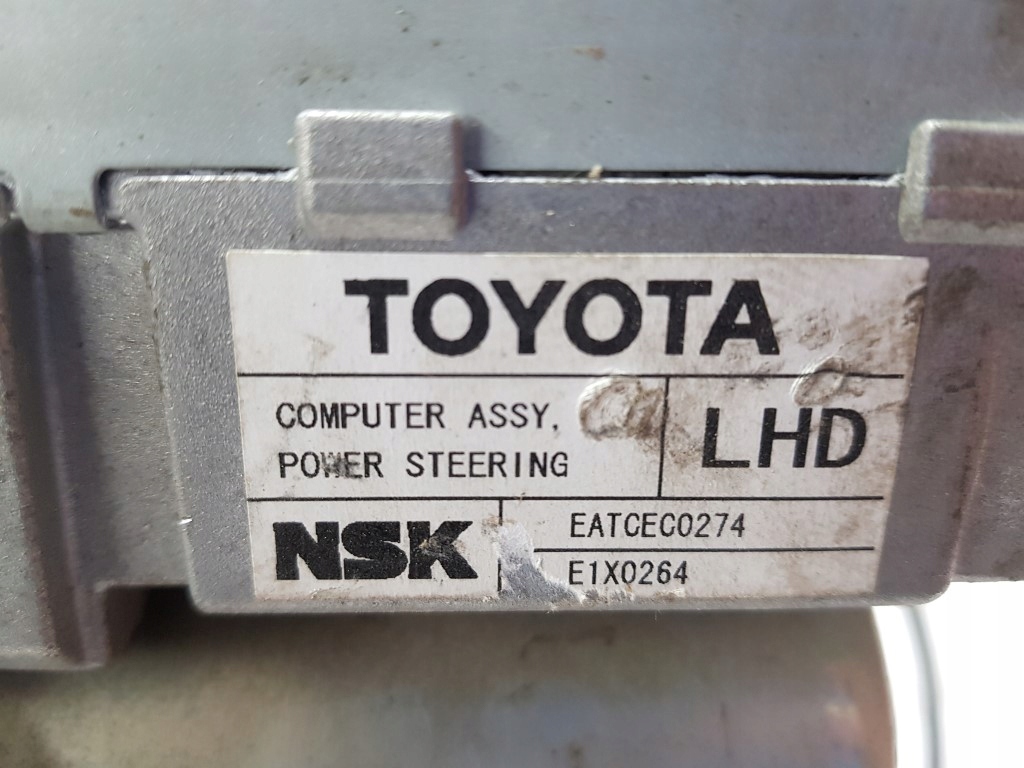 TOYOTA
COMPUTER ASSY,
POWER STEERING
LHD
NSK
EATCEC0274
E1X0264